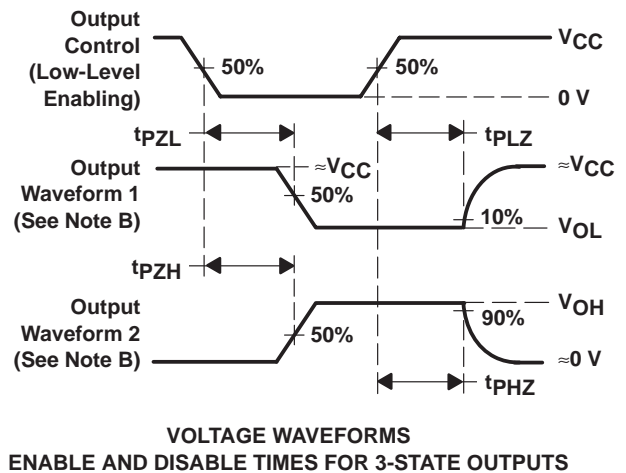 Output
Control
(Low-Level
Enabling)
50%
50%
VCC
0 V
tPZL
tPLZ
Output
Waveform 1
(See Note B)
≈VCC
50%
≈VCC
10%
VOL
tPZH
Output
Waveform 2
(See Note B)
50%
VOH
90%
≈0 V
tPHZ
VOLTAGE WAVEFORMS
ENABLE AND DISABLE TIMES FOR 3-STATE OUTPUTS